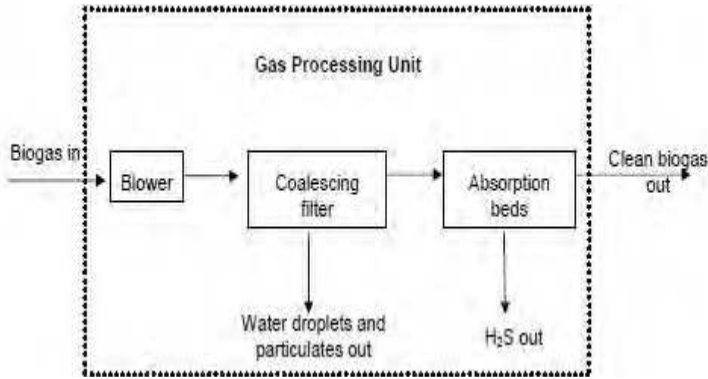 Gas Processing Unit
Biogas in
Blower
Coalescing
filter
Absorption
beds
Clean biogas
out
Water droplets and
particulates out
H₂S out